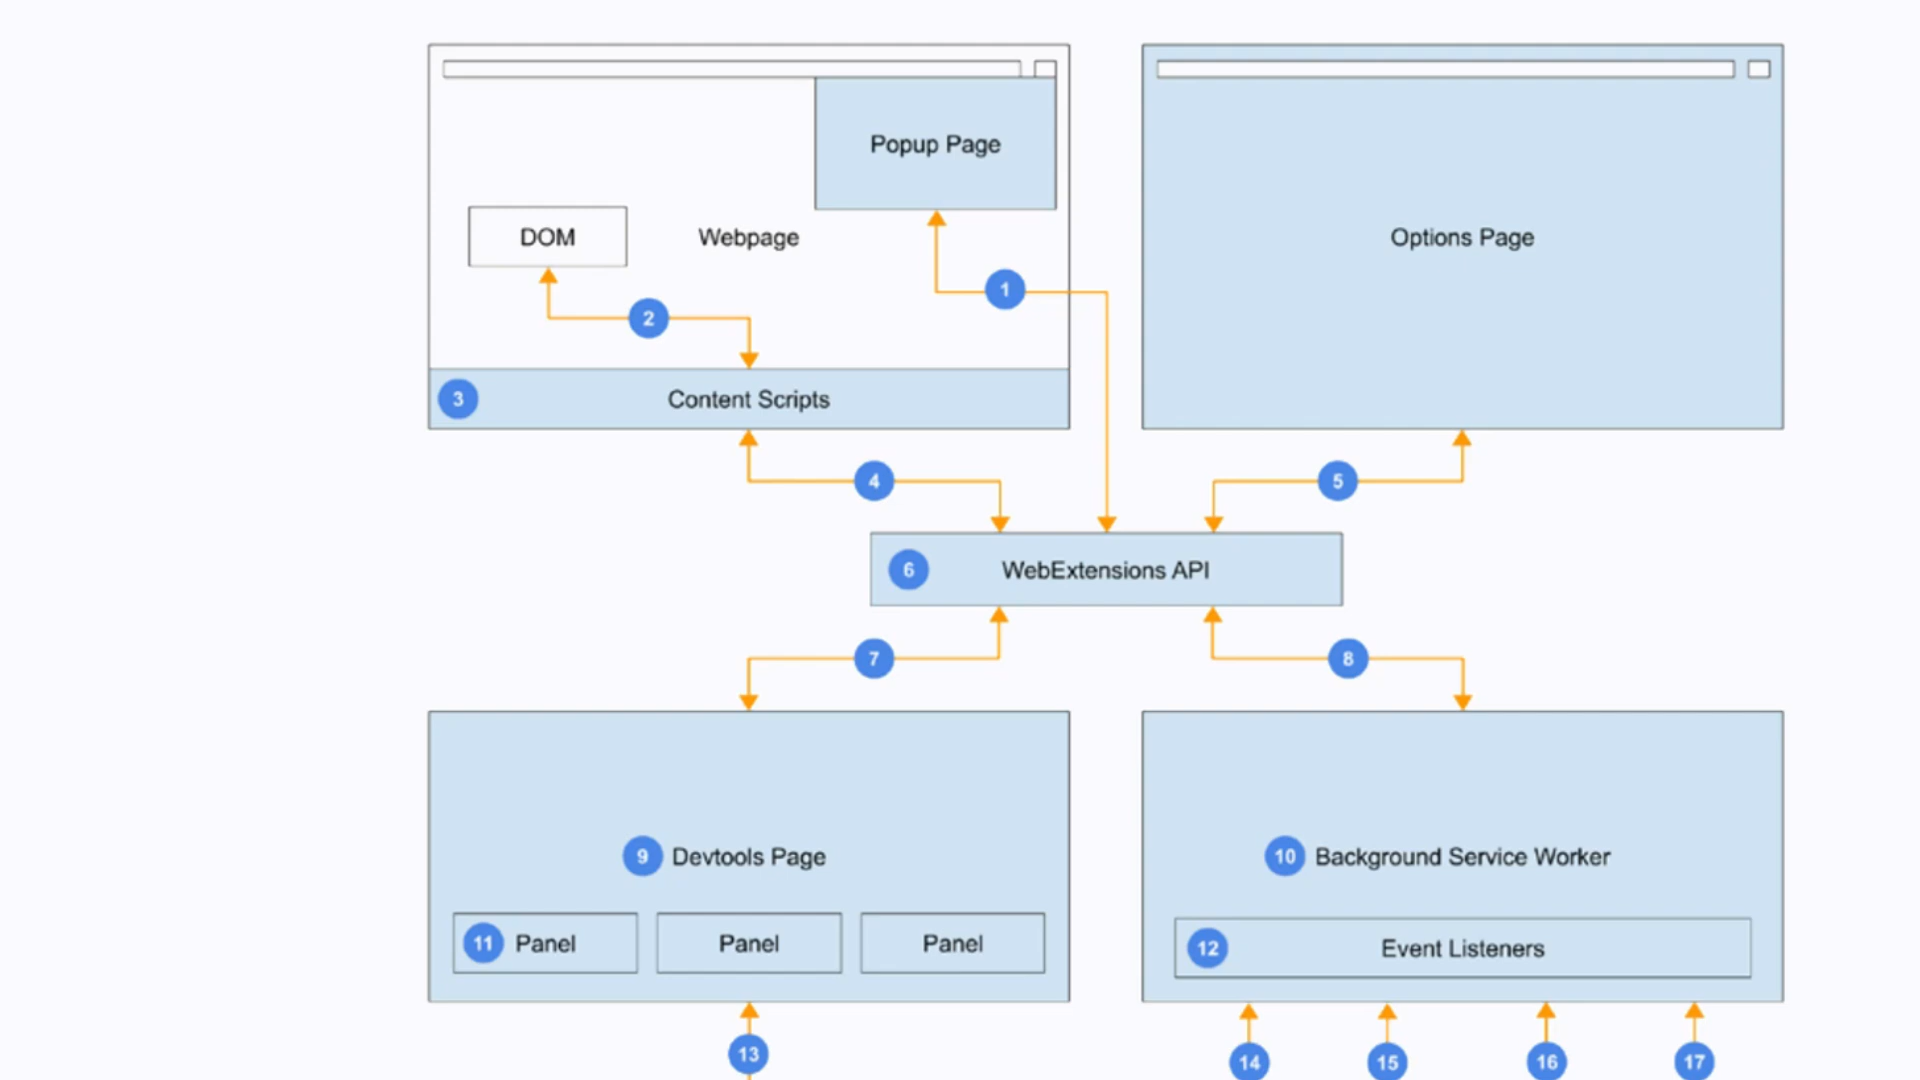 Popup Page
DOM
Webpage
Options Page
1
2
3
Content Scripts
4
5
6
WebExtensions API
7
8
9
Devtools Page
10
Background Service Worker
11
Panel
Panel
Panel
12
Event Listeners
13
14
15
16
17